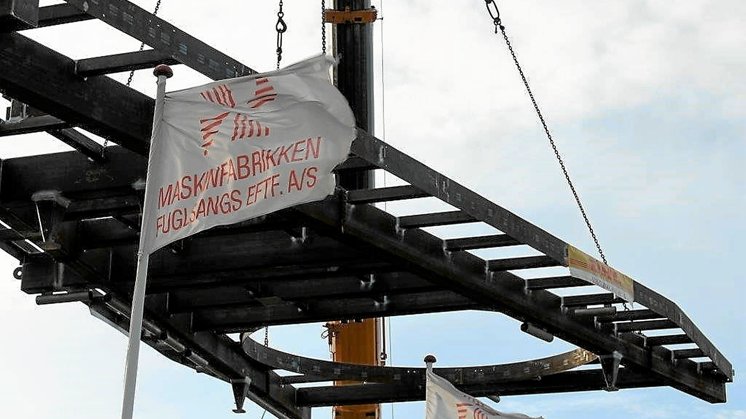 MASKINFABRIKKEN
FUGLSANGS EFTF. A/S